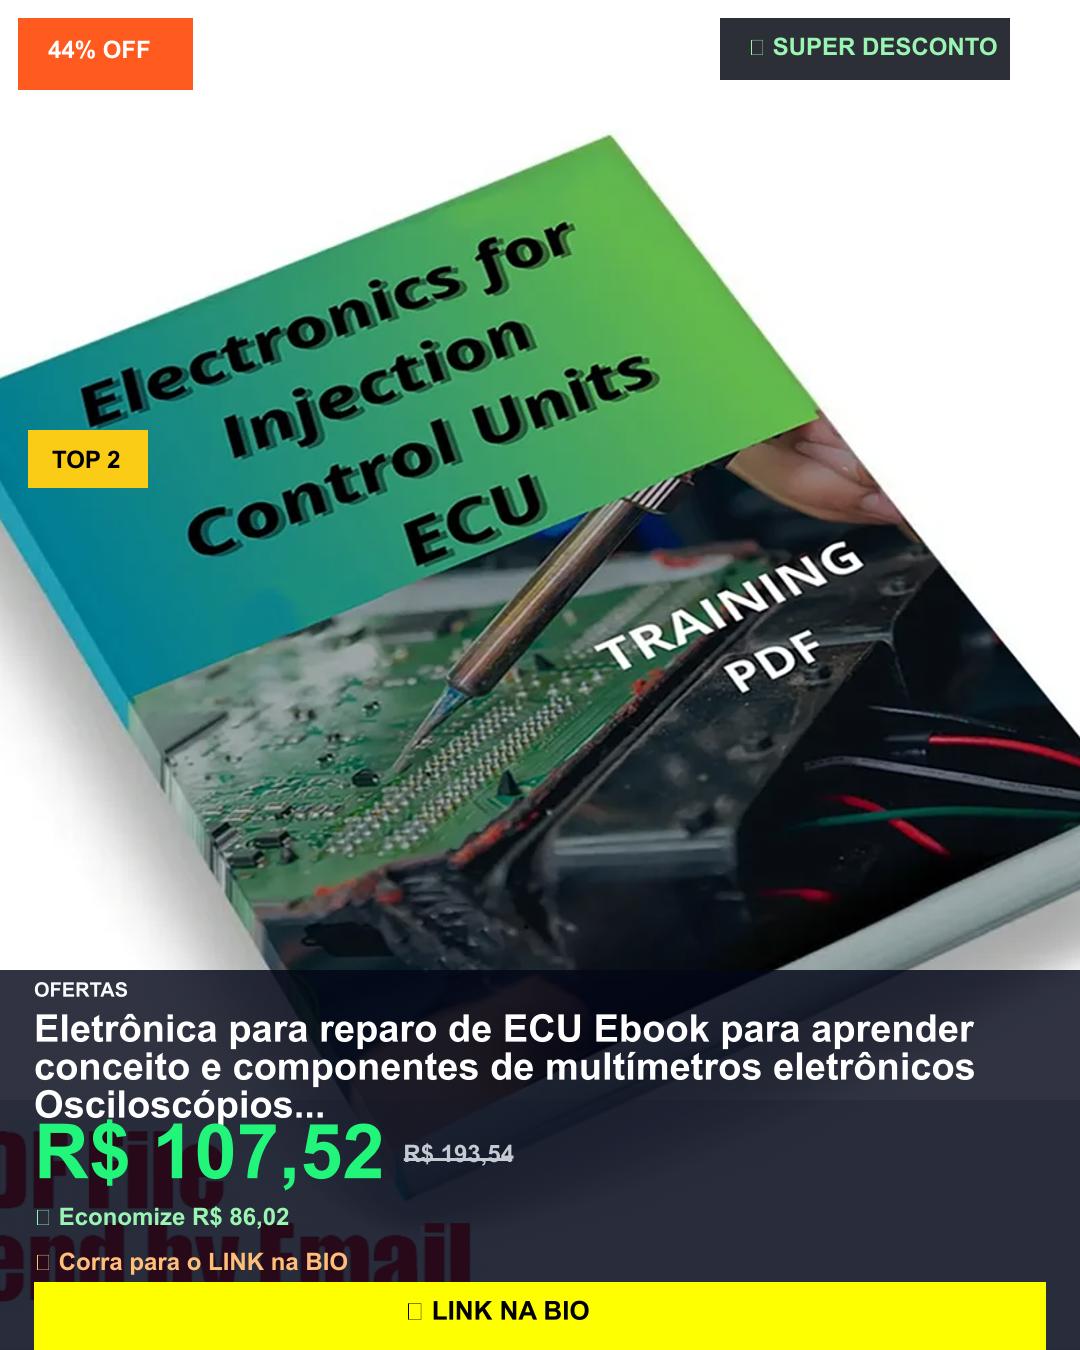 44% OFF
SUPER DESCONTO
Electronics for
Injection
Control Units
ECU
TOP 2
TRAINING
PDF
OFERTAS
Eletrônica para reparo de ECU Ebook para aprender
conceito e componentes de multímetros eletrônicos
Osciloscópios...
R$ 107,52 R$ 193,54
Economize R$ 86,02
Corra para o LINK na BIO
LINK NA BIO